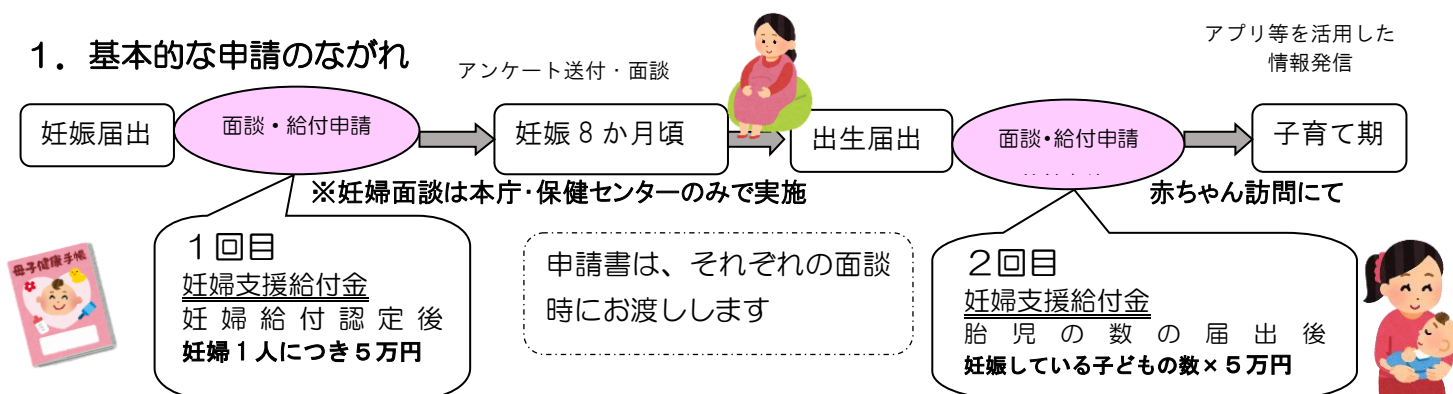 １．基本的な申請のながれ
アンケート送付・面談
アプリ等を活用した
情報発信
妊娠届出
面談・給付申請
妊娠８か月頃
出生届出
面談・給付申請
子育て期
※妊婦面談は本庁・保健センターのみで実施
赤ちゃん訪問にて
母子健康手帳
１回目
妊婦支援給付金
妊婦給付認定後
妊婦１人につき５万円
申請書は、それぞれの面談
時にお渡しします
２回目
妊婦支援給付金
胎児の数の届出後
妊娠している子どもの数×５万円